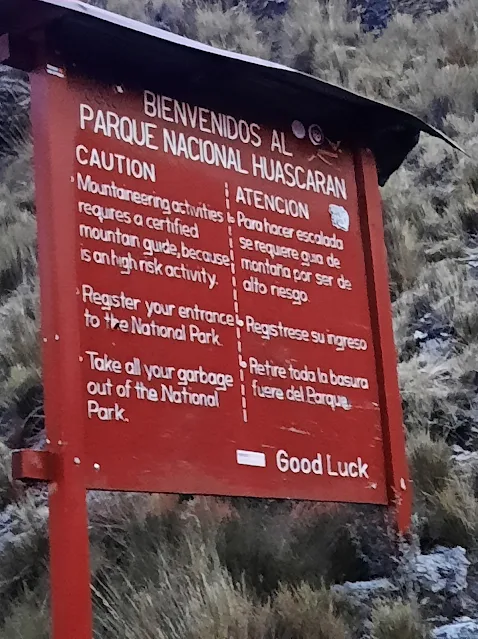 BIENVENIDOS AL
PARQUE NACIONAL HUASCARAN
CAUTION
Mountaineering activities
requires a certified
mountain guide, because
is an high risk activity.
Register your entrance
to the National Park.
Take all your garbage
out of the National
Park.
ATENCION
Para hacer escalada
se requiere guia de
montaña por ser de
alto riesgo.
Registrese su ingreso
Retire toda la basura
fuere del Parque.
Good Luck